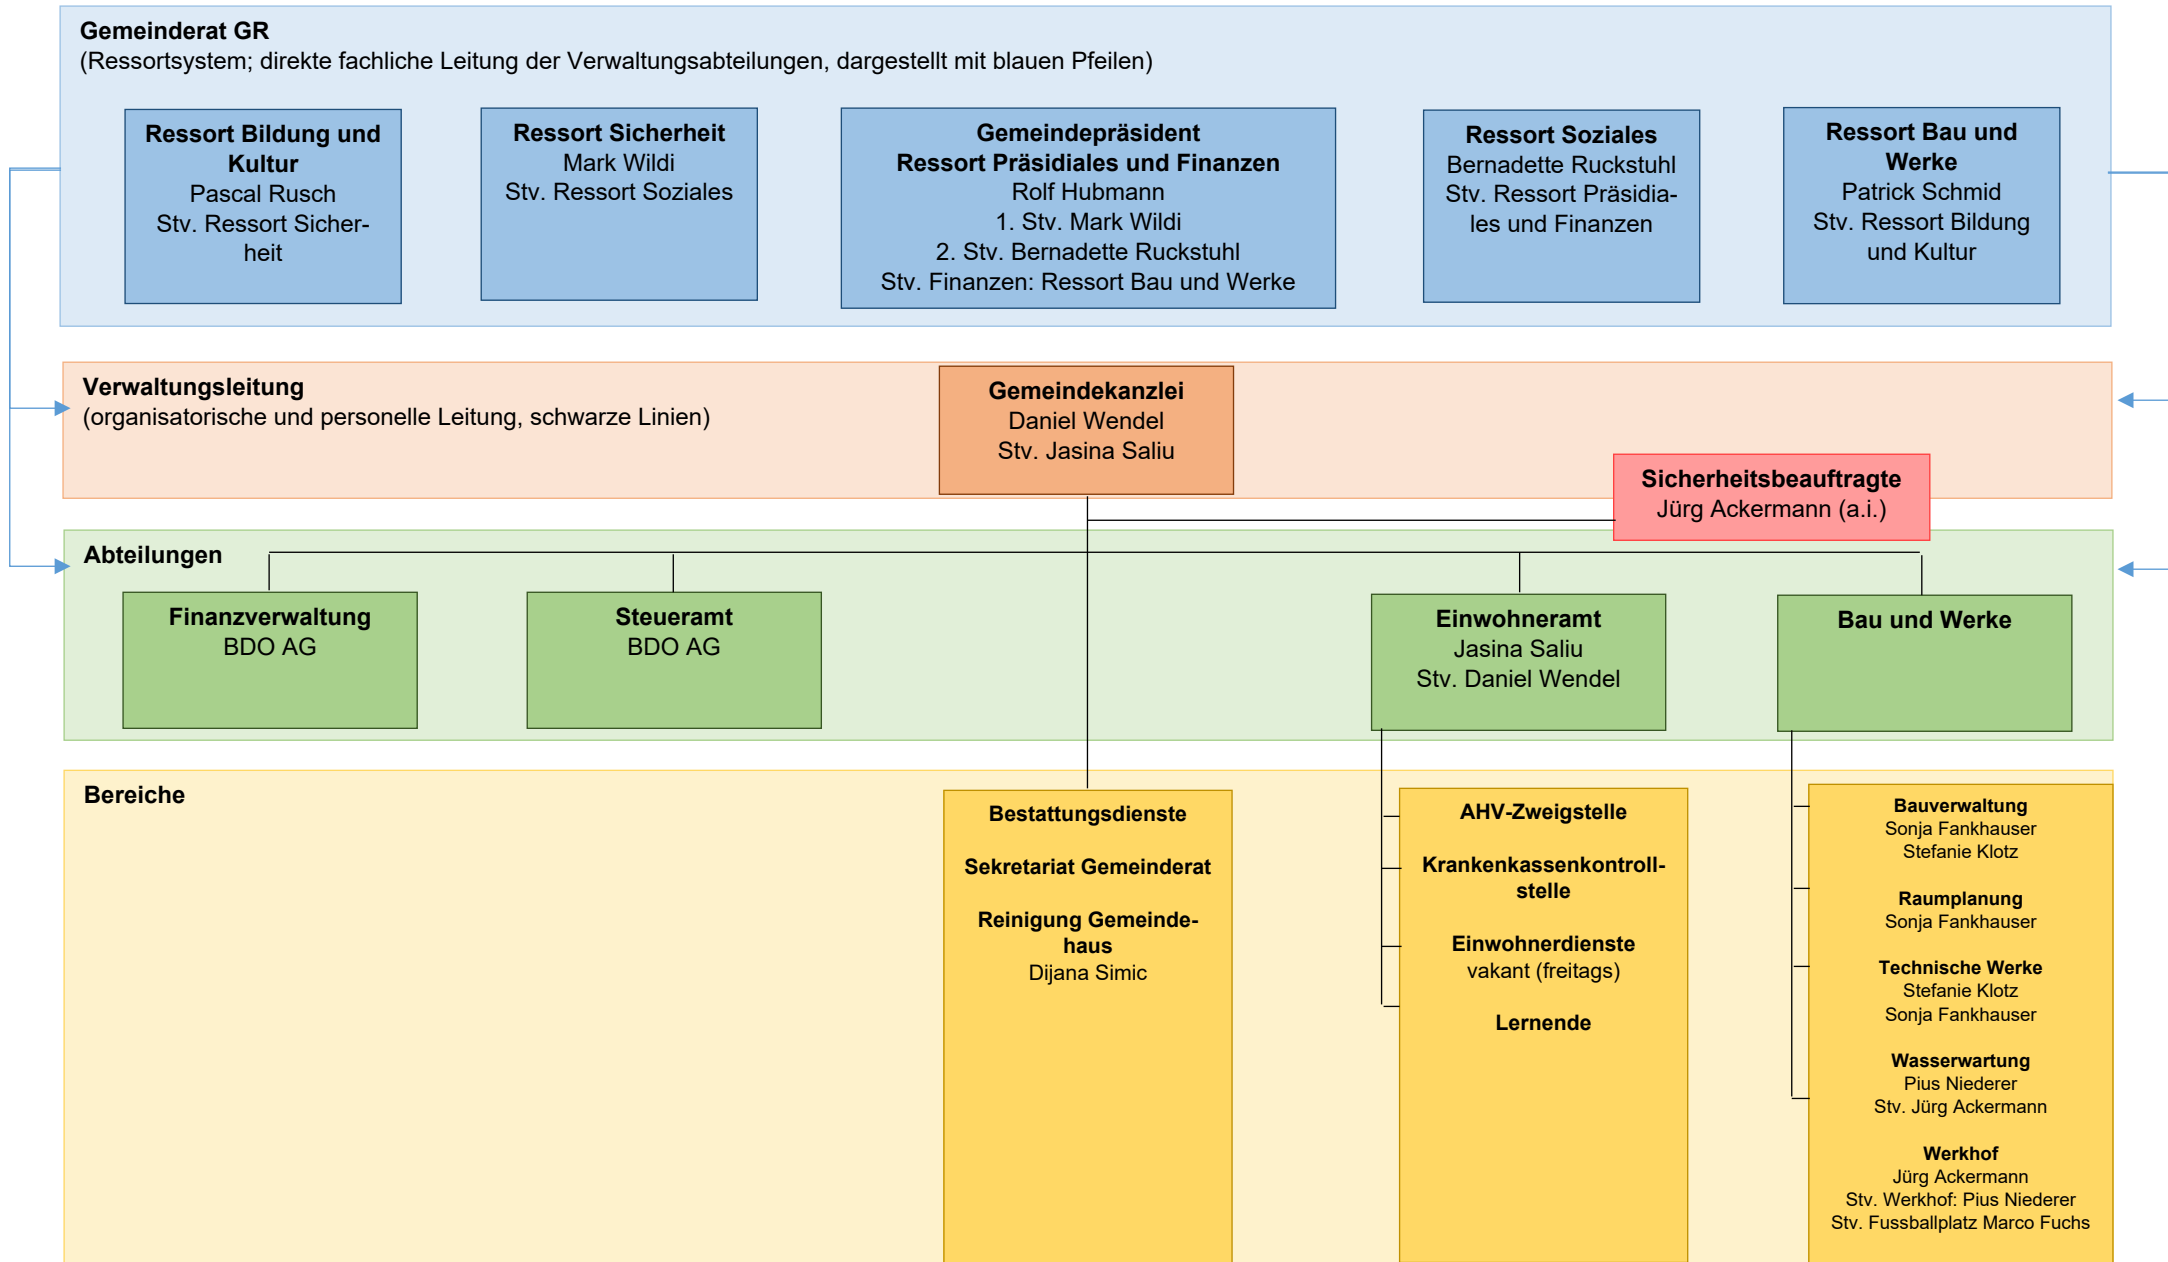 Gemeinderat GR
(Ressortsystem; direkte fachliche Leitung der Verwaltungsabteilungen, dargestellt mit blauen Pfeilen)
Ressort Bildung und
Kultur
Pascal Rusch
Stv. Ressort Sicher-
heit
Ressort Sicherheit
Mark Wildi
Stv. Ressort Soziales
Gemeindepräsident
Ressort Präsidiales und Finanzen
Rolf Hubmann
1. Stv. Mark Wildi
2. Stv. Bernadette Ruckstuhl
Stv. Finanzen: Ressort Bau und Werke
Ressort Soziales
Bernadette Ruckstuhl
Stv. Ressort Präsidia-
les und Finanzen
Ressort Bau und
Werke
Patrick Schmid
Stv. Ressort Bildung
und Kultur
Verwaltungsleitung
(organisatorische und personelle Leitung, schwarze Linien)
Gemeindekanzlei
Daniel Wendel
Stv. Jasina Saliu
Sicherheitsbeauftragte
Jürg Ackermann (a.i.)
Abteilungen
Finanzverwaltung
BDO AG
Steueramt
BDO AG
Einwohneramt
Jasina Saliu
Stv. Daniel Wendel
Bau und Werke
Bereiche
Bestattungsdienste
Sekretariat Gemeinderat
Reinigung Gemeinde-
haus
Dijana Simic
AHV-Zweigstelle
Krankenkassenkontroll-
stelle
Einwohnerdienste
vakant (freitags)
Lernende
Bauverwaltung
Sonja Fankhauser
Stefanie Klotz
Raumplanung
Sonja Fankhauser
Technische Werke
Stefanie Klotz
Sonja Fankhauser
Wasserwartung
Pius Niederer
Stv. Jürg Ackermann
Werkhof
Jürg Ackermann
Stv. Werkhof: Pius Niederer
Stv. Fussballplatz Marco Fuchs